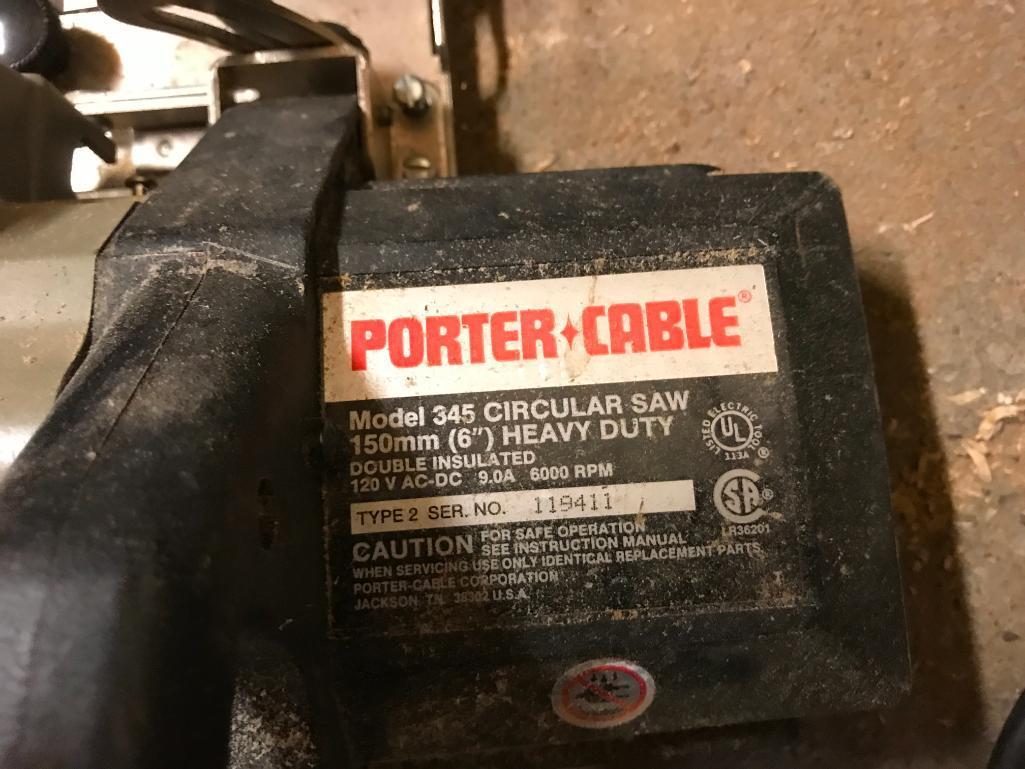 PORTER CABLE®
Model 345 CIRCULAR SAW
150mm (6") HEAVY DUTY
DOUBLE INSULATED
120 V AC-DC 9.0A 6000 RPM
LISTED ELECTRIC TOOL 113Z
UL ®
TYPE 2 SER. NO. 119411
SA ®
LR36201
CAUTION FOR SAFE OPERATION
SEE INSTRUCTION MANUAL
WHEN SERVICING USE ONLY IDENTICAL REPLACEMENT PARTS
PORTER-CABLE CORPORATION
JACKSON, TN. 38302 U.S.A.